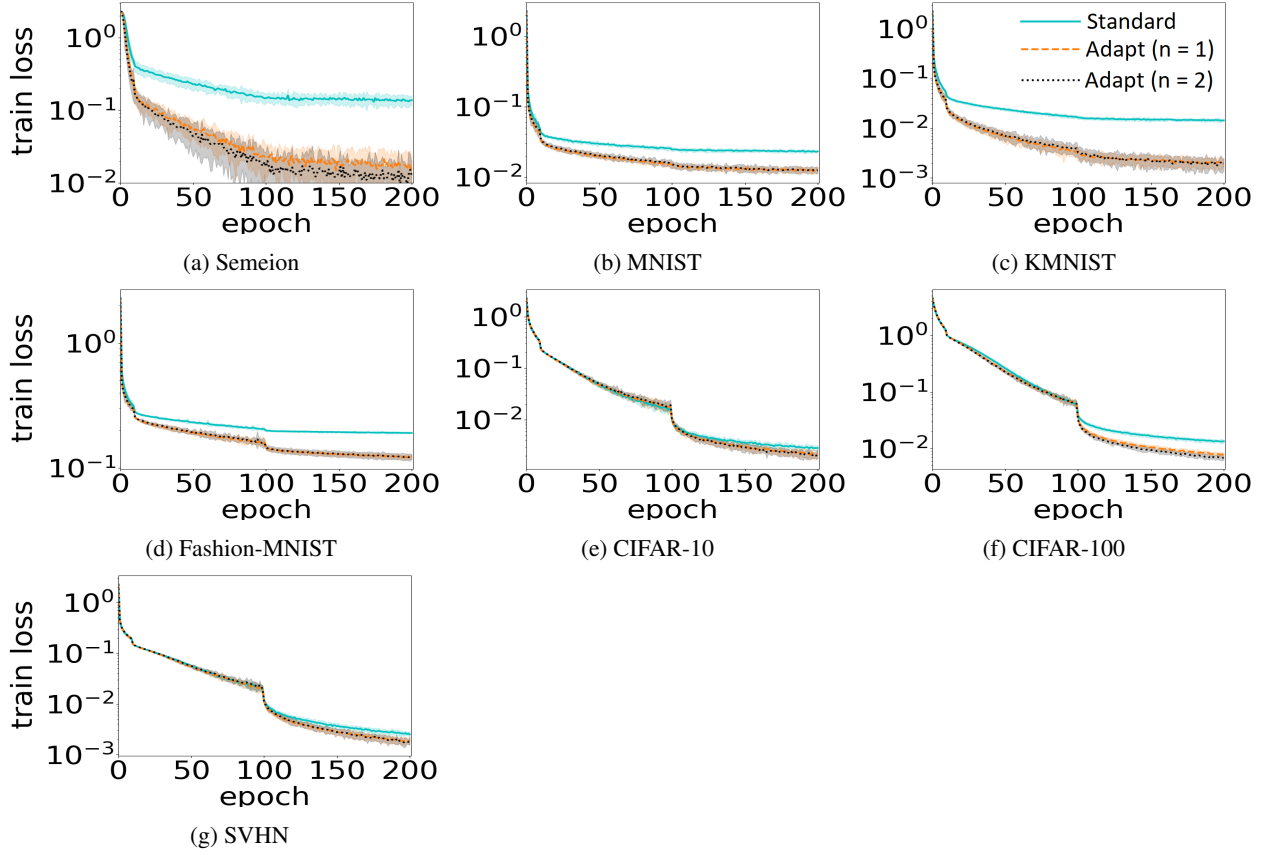 Standard
Adapt (n = 1)
Adapt (n = 2)
train loss
10^0
10^-1
10^-2
0 50 100 150 200
epoch
(a) Semeion
10^0
10^-1
10^-2
0 50 100 150 200
epoch
(b) MNIST
10^0
10^-1
10^-2
10^-3
0 50 100 150 200
epoch
(c) KMNIST
train loss
10^0
10^-1
0 50 100 150 200
epoch
(d) Fashion-MNIST
10^0
10^-1
10^-2
0 50 100 150 200
epoch
(e) CIFAR-10
10^0
10^-1
10^-2
0 50 100 150 200
epoch
(f) CIFAR-100
train loss
10^0
10^-1
10^-2
10^-3
0 50 100 150 200
epoch
(g) SVHN